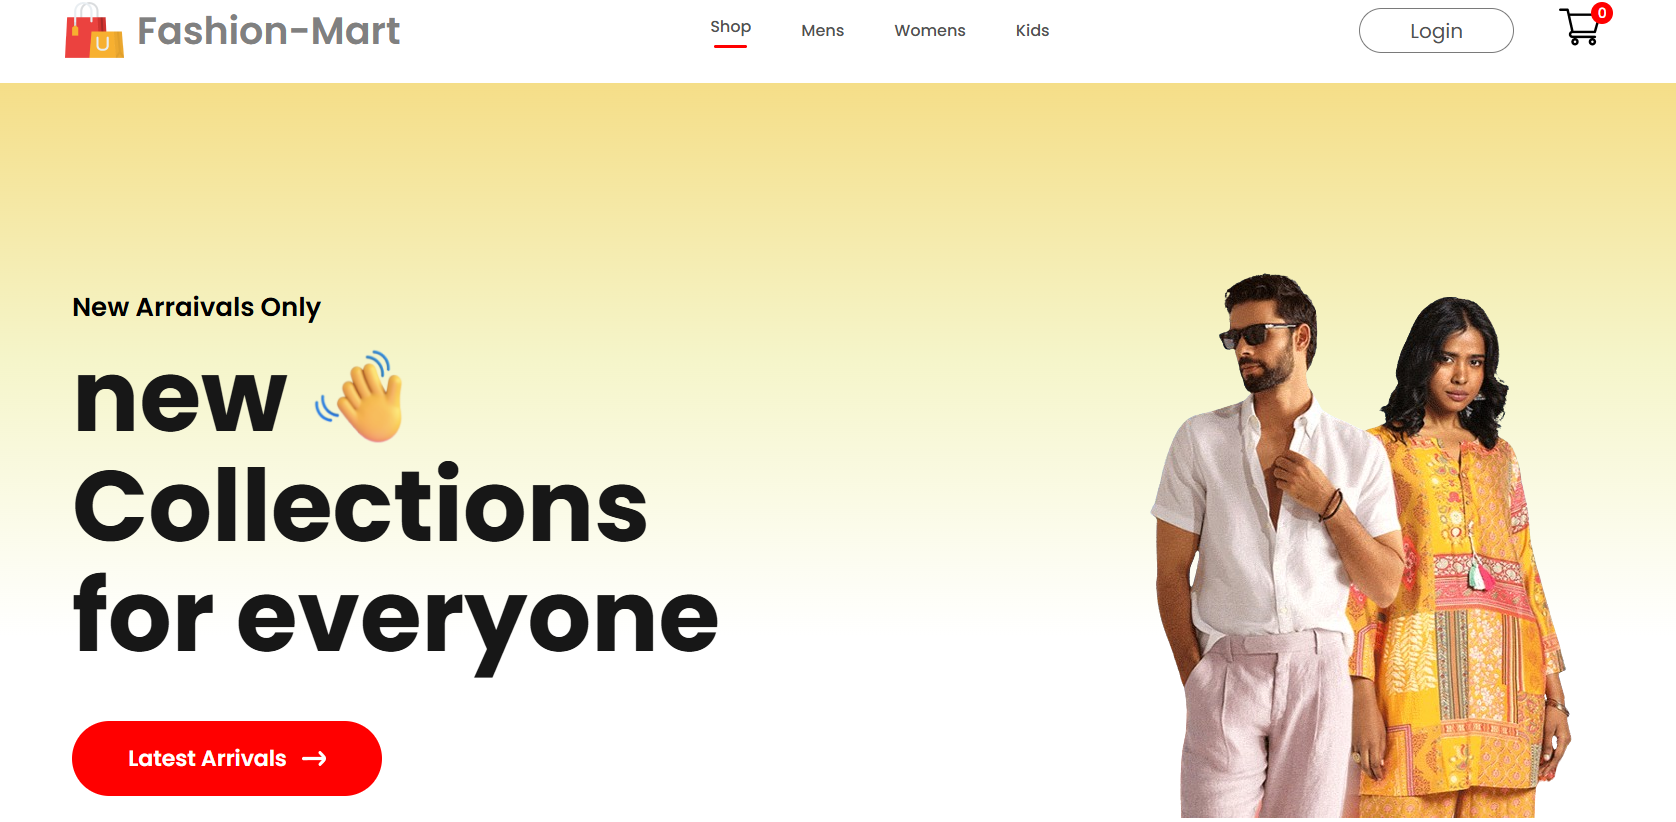 Fashion-Mart
Shop Mens Womens Kids
Login
0
New Arraivals Only
new 👋
Collections
for everyone
Latest Arrivals →